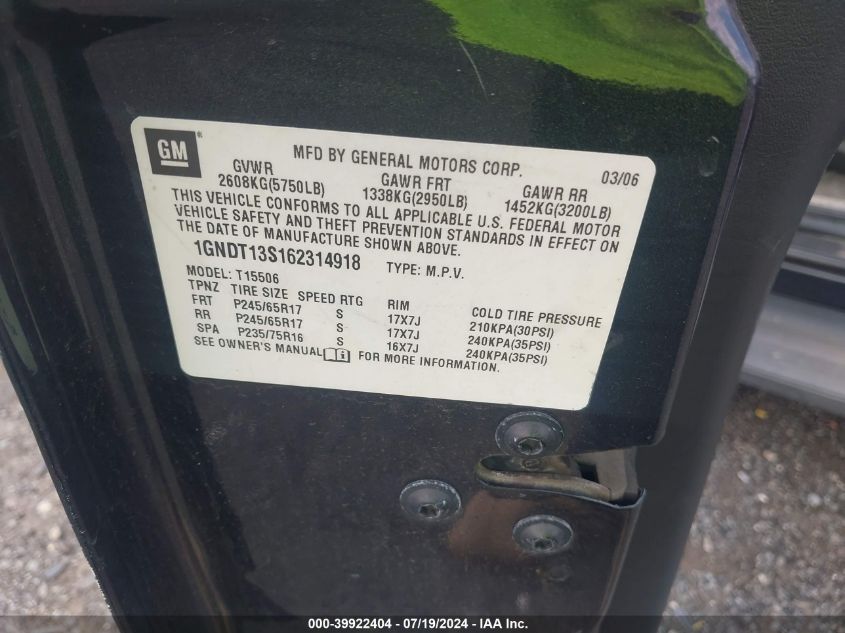 GM ®
MFD BY GENERAL MOTORS CORP. 03/06
GVWR GAWR FRT GAWR RR
2608KG(5750LB) 1338KG(2950LB) 1452KG(3200LB)
THIS VEHICLE CONFORMS TO ALL APPLICABLE U.S. FEDERAL MOTOR
VEHICLE SAFETY AND THEFT PREVENTION STANDARDS IN EFFECT ON
THE DATE OF MANUFACTURE SHOWN ABOVE.
1GNDT13S162314918 TYPE: M.P.V.
MODEL: T15506
TPNZ TIRE SIZE SPEED RTG RIM COLD TIRE PRESSURE
FRT P245/65R17 S 17X7J 210KPA(30PSI)
RR P245/65R17 S 17X7J 240KPA(35PSI)
SPA P235/75R16 S 16X7J 240KPA(35PSI)
SEE OWNER'S MANUAL i FOR MORE INFORMATION.
000-39922404 / 07/19/2024 - IAA Inc.